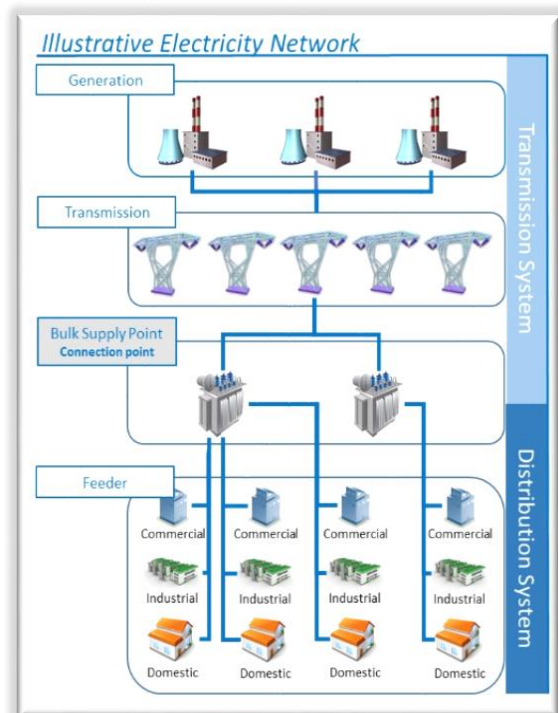 Illustrative Electricity Network
Generation
Transmission
Bulk Supply Point
Connection point
Feeder
Commercial Commercial Commercial Commercial
Industrial Industrial Industrial Industrial
Domestic Domestic Domestic Domestic
Transmission System
Distribution System